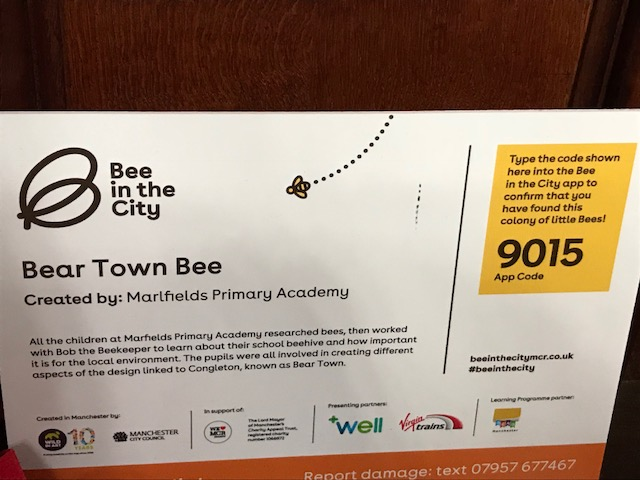 Bee
in the
City
Type the code shown
here into the Bee
in the City app to
confirm that you
have found this
colony of little Bees!
9015
App Code
Bear Town Bee
Created by: Marlfields Primary Academy
All the children at Marfields Primary Academy researched bees, then worked
with Bob the Beekeeper to learn about their school beehive and how important
it is for the local environment. The pupils were all involved in creating different
aspects of the design linked to Congleton, known as Bear Town.
beeinthecitymcr.co.uk
#beeinthecity
Created in Manchester by:
WILD
IN ART
10
YEARS
MANCHESTER
CITY COUNCIL
In support of:
WE
MCR
The Lord Mayor
of Manchester's
Charity Appeal Trust,
registered charity
number 1066972
Presenting partners:
+well
Virgin
trains
Learning Programme partner:
Manchester
Report damage: text 07957 677467